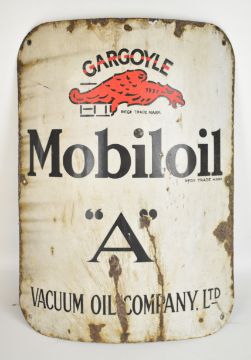 GARGOYLE
REGD TRADE MARK
Mobiloil
REGD TRADE MARK
"A"
VACUUM OIL COMPANY, LTD